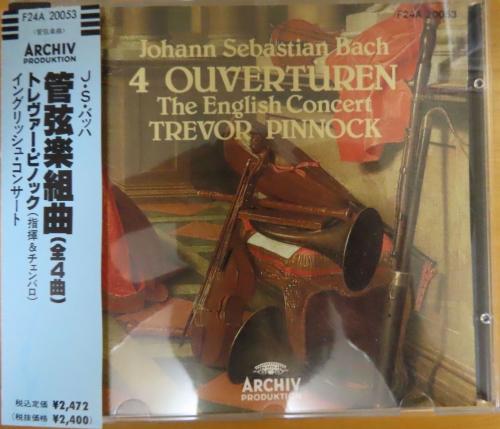 F24A 20053
〈管弦楽曲〉
ARCHIV
PRODUKTION
J・S・バッハ
管弦楽組曲(全4曲)
トレヴァー・ピノック(指揮&チェンバロ)
イングリッシュ・コンサート
税込定価 ¥2,472
(税抜価格 ¥2,400)
F24A 20053
Johann Sebastian Bach
4 OUVERTUREN
The English Concert
TREVOR PINNOCK
ARCHIV
PRODUKTION